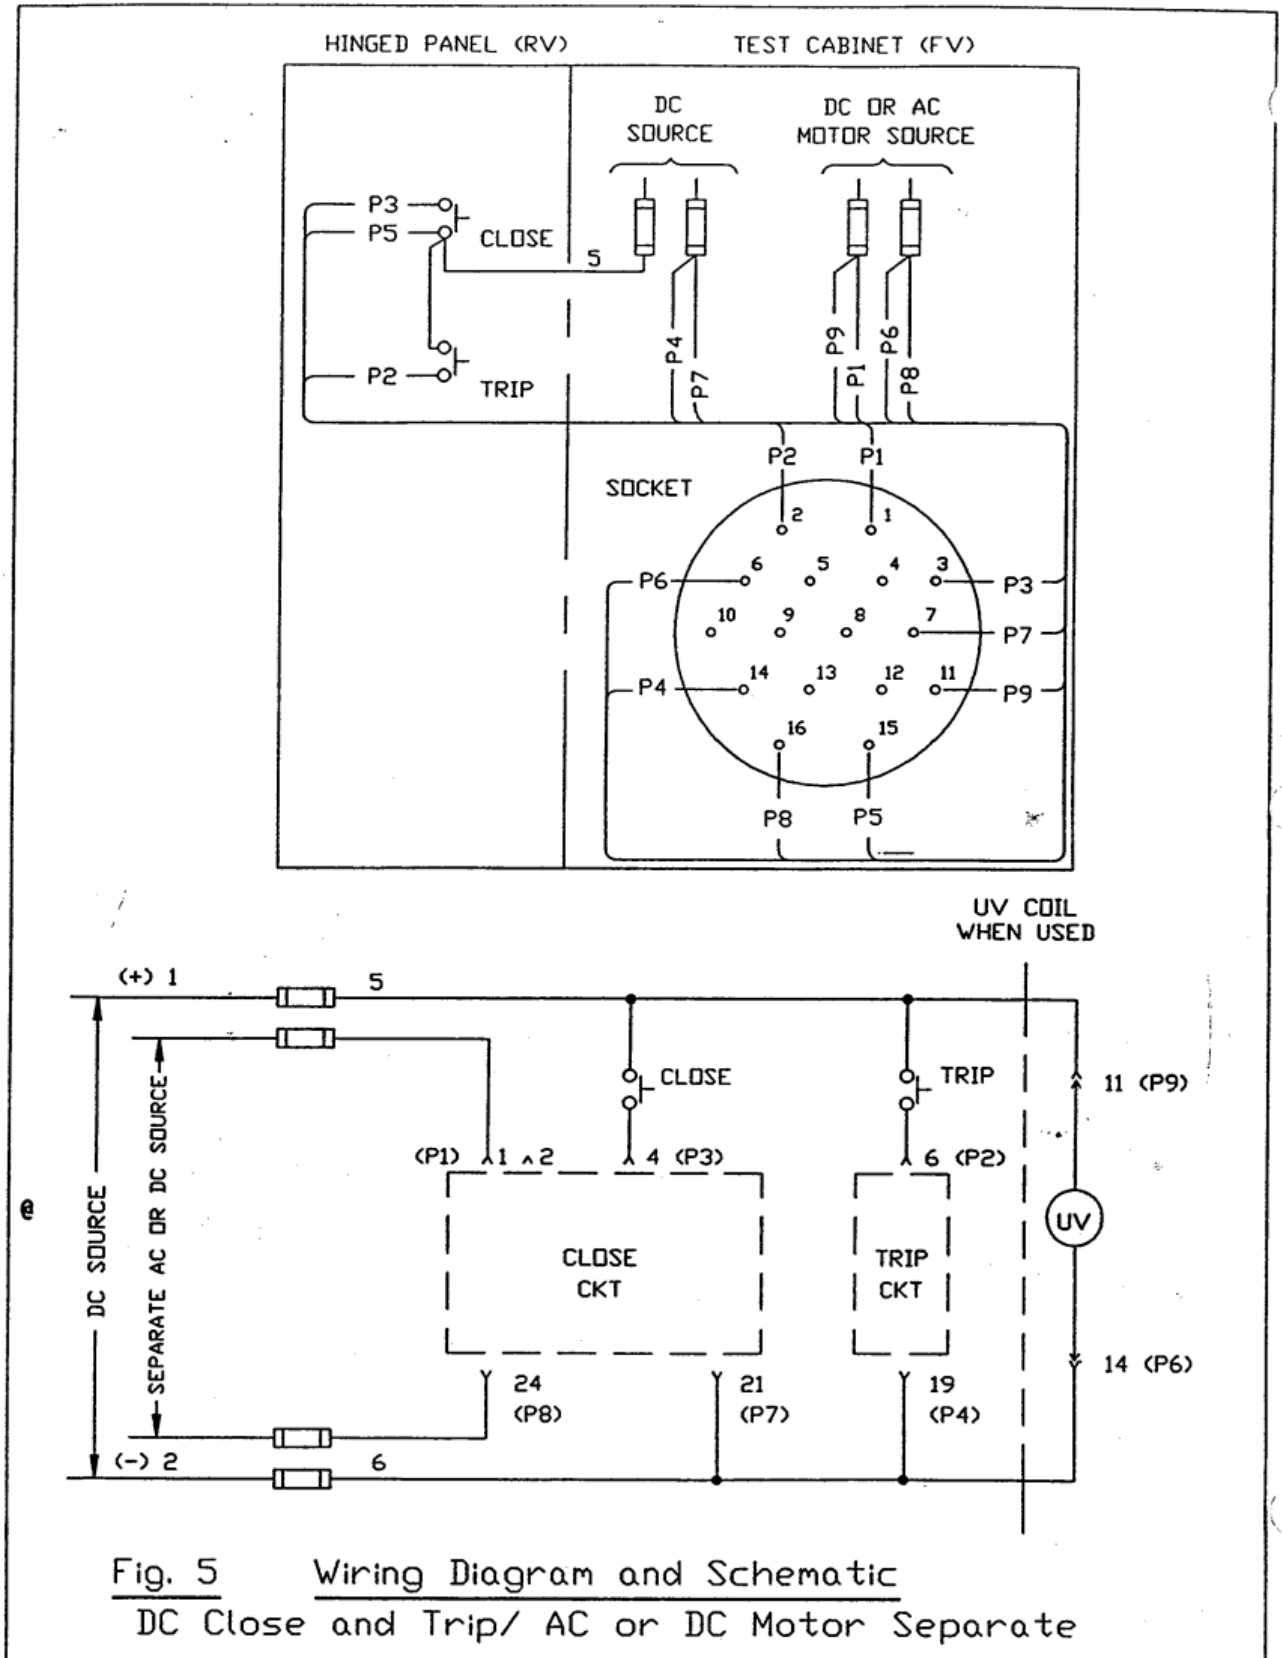 HINGED PANEL (RV)
TEST CABINET (FV)
DC
SOURCE
DC OR AC
MOTOR SOURCE
P3
P5
CLOSE
5
P2
TRIP
P4
P7
P9
P1
P6
P8
P2
P1
SOCKET
2
1
P6
6
5
4
3
P3
10
9
8
7
P7
P4
14
13
12
11
P9
16
15
P8
P5
UV COIL
WHEN USED
(+) 1
5
CLOSE
TRIP
11 (P9)
(P1)
1
2
4 (P3)
6 (P2)
@
DC SOURCE
SEPARATE AC OR DC SOURCE
CLOSE
CKT
TRIP
CKT
UV
24
(P8)
21
(P7)
19
(P4)
14 (P6)
(-) 2
6
Fig. 5 Wiring Diagram and Schematic
DC Close and Trip/ AC or DC Motor Separate